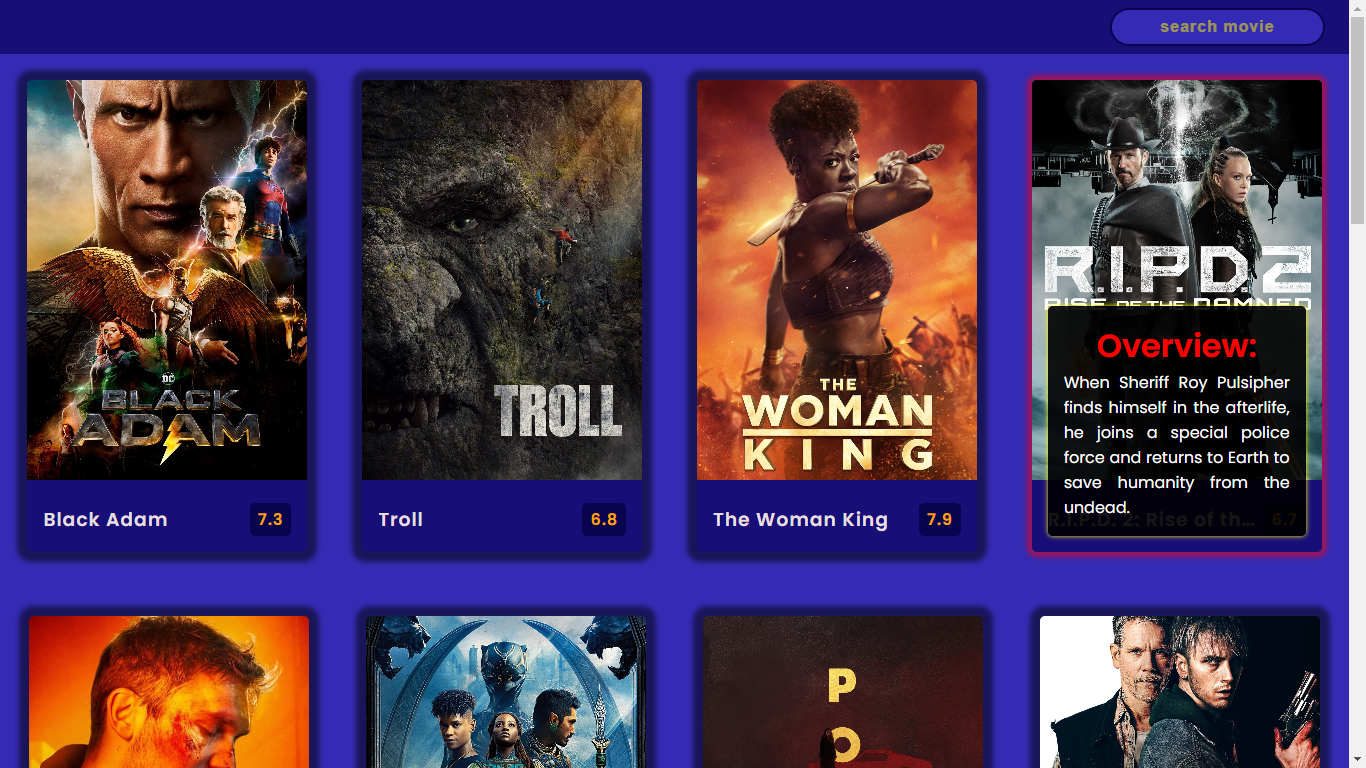 search movie
DC
BLACK
ADAM
Black Adam
7.3
TROLL
Troll
6.8
THE
WOMAN
KING
The Woman King
7.9
R.I.P.D.2
RISE OF THE DAMNED
Overview:
When Sheriff Roy Pulsipher
finds himself in the afterlife,
he joins a special police
force and returns to Earth to
save humanity from the
undead.
R.I.P.D. 2: Rise of th...
6.7
P
O